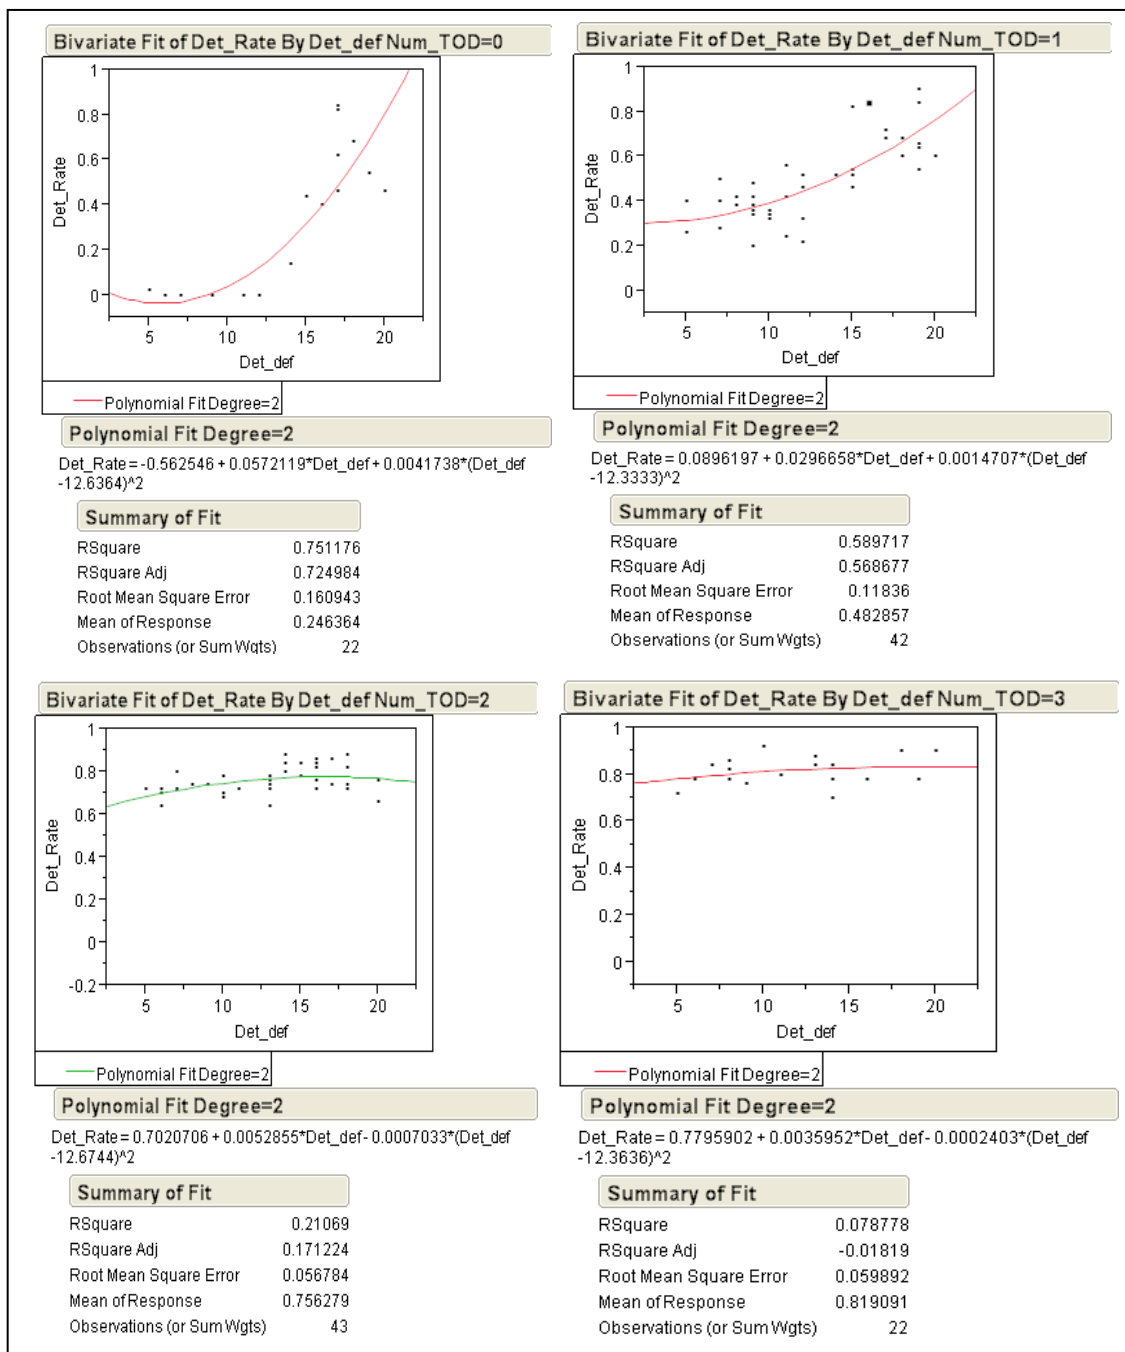 Bivariate Fit of Det_Rate By Det_def Num_TOD=0
1
0.8
0.6
0.4
0.2
0
Det_Rate
5
10
15
20
Det_def
Polynomial Fit Degree=2
Polynomial Fit Degree=2
Det_Rate = -0.562546 + 0.0572119*Det_def + 0.0041738*(Det_def
-12.6364)^2
Summary of Fit
RSquare 0.751176
RSquare Adj 0.724984
Root Mean Square Error 0.160943
Mean of Response 0.246364
Observations (or Sum Wgts) 22
Bivariate Fit of Det_Rate By Det_def Num_TOD=1
1
0.8
0.6
0.4
0.2
0
Det_Rate
5
10
15
20
Det_def
Polynomial Fit Degree=2
Polynomial Fit Degree=2
Det_Rate = 0.0896197 + 0.0296658*Det_def + 0.0014707*(Det_def
-12.3333)^2
Summary of Fit
RSquare 0.589717
RSquare Adj 0.568677
Root Mean Square Error 0.11836
Mean of Response 0.482857
Observations (or Sum Wgts) 42
Bivariate Fit of Det_Rate By Det_def Num_TOD=2
1
0.8
0.6
0.4
0.2
0
-0.2
Det_Rate
5
10
15
20
Det_def
Polynomial Fit Degree=2
Polynomial Fit Degree=2
Det_Rate = 0.7020706 + 0.0052855*Det_def - 0.0007033*(Det_def
-12.6744)^2
Summary of Fit
RSquare 0.21069
RSquare Adj 0.171224
Root Mean Square Error 0.056784
Mean of Response 0.756279
Observations (or Sum Wgts) 43
Bivariate Fit of Det_Rate By Det_def Num_TOD=3
1
0.8
0.6
0.4
0.2
0
Det_Rate
5
10
15
20
Det_def
Polynomial Fit Degree=2
Polynomial Fit Degree=2
Det_Rate = 0.7795902 + 0.0035952*Det_def - 0.0002403*(Det_def
-12.3636)^2
Summary of Fit
RSquare 0.078778
RSquare Adj -0.01819
Root Mean Square Error 0.059892
Mean of Response 0.819091
Observations (or Sum Wgts) 22